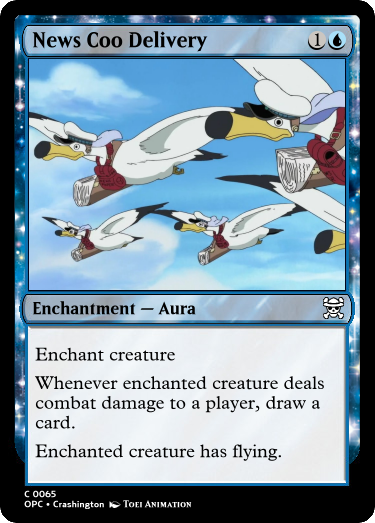 News Coo Delivery 1
Enchantment — Aura
Enchant creature
Whenever enchanted creature deals
combat damage to a player, draw a
card.
Enchanted creature has flying.
C 0065
OPC • Crashington Toei Animation